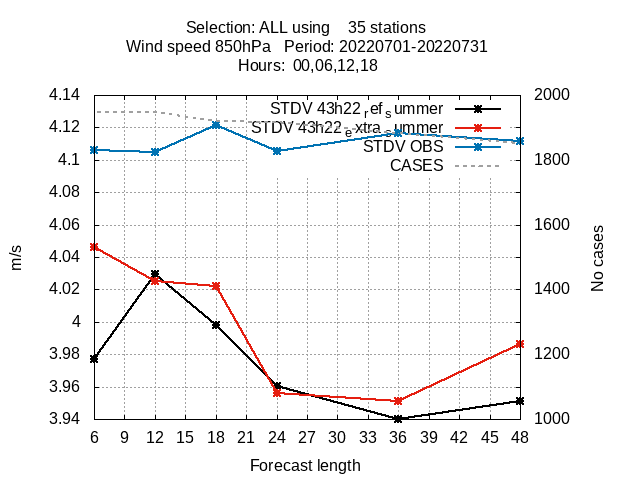 Selection: ALL using    35 stations
Wind speed 850hPa   Period: 20220701-20220731
Hours:  00,06,12,18
STDV 43h22_ref_summer
STDV 43h22_extra_summer
STDV OBS
CASES
4.14
4.12
4.1
4.08
4.06
4.04
4.02
4
3.98
3.96
3.94
m/s
2000
1800
1600
1400
1200
1000
No cases
6 9 12 15 18 21 24 27 30 33 36 39 42 45 48
Forecast length